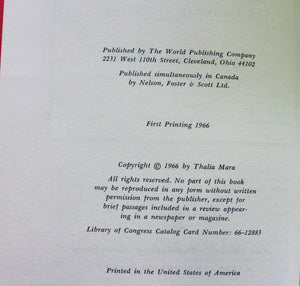 Published by The World Publishing Company
2231 West 110th Street, Cleveland, Ohio 44102
Published simultaneously in Canada
by Nelson, Foster & Scott Ltd.
First Printing 1966
Copyright © 1966 by Thalia Mara
All rights reserved. No part of this book
may be reproduced in any form without written
permission from the publisher, except for
brief passages included in a review appear-
ing in a newspaper or magazine.
Library of Congress Catalog Card Number: 66-12883
Printed in the United States of America